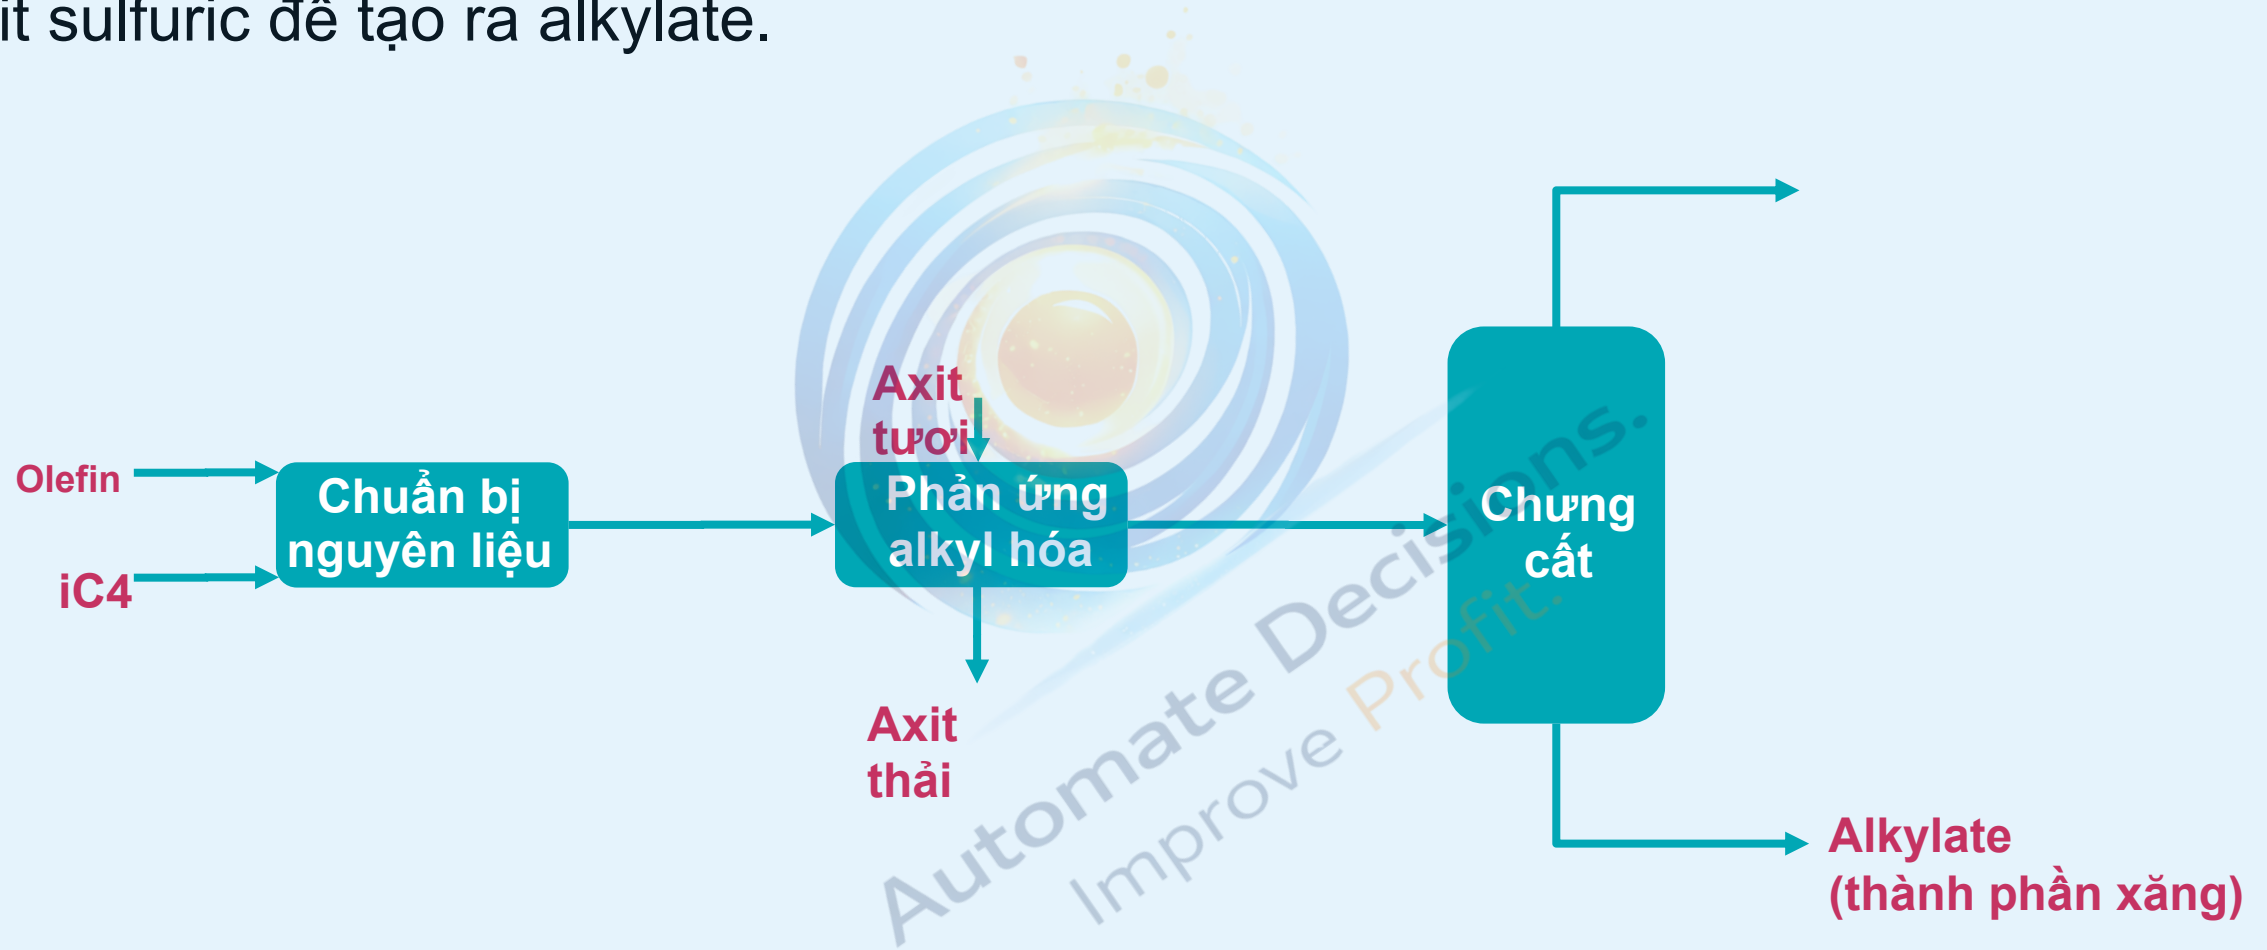 it sulfuric để tạo ra alkylate.
Axit
tươi
Olefin
Chuẩn bị
nguyên liệu
iC4
Phản ứng
alkyl hóa
Chưng
cất
Axit
thải
Alkylate
(thành phần xăng)
Automate Decisions.
Improve Profit.